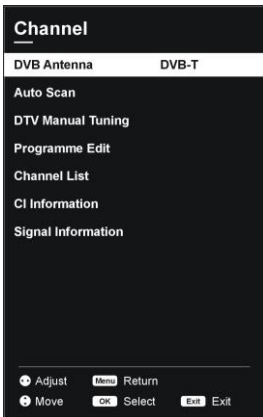 Channel
DVB Antenna DVB-T
Auto Scan
DTV Manual Tuning
Programme Edit
Channel List
CI Information
Signal Information
Adjust Menu Return
Move OK Select Exit Exit